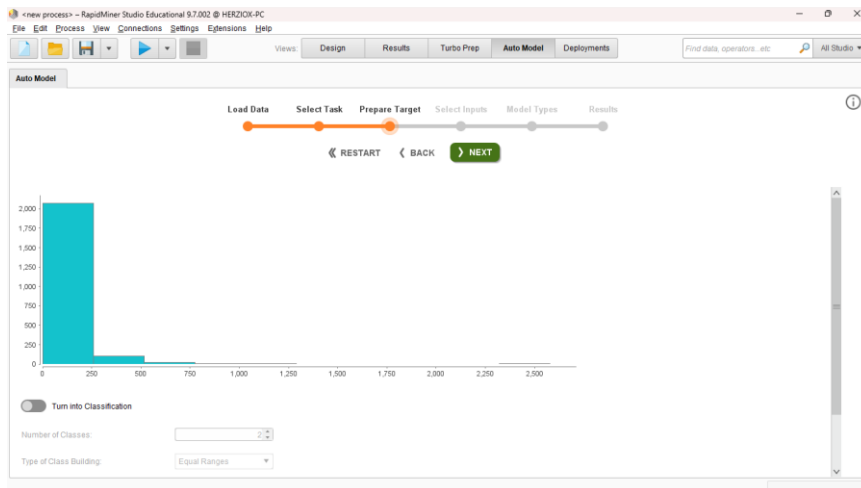 <new process> – RapidMiner Studio Educational 9.7.002 @ HERZIOX-PC
File Edit Process View Connections Settings Extensions Help
Views: Design Results Turbo Prep Auto Model Deployments Find data, operators...etc All Studio
Auto Model
Load Data Select Task Prepare Target Select Inputs Model Types Results
RESTART BACK NEXT
2,000
1,750
1,500
1,250
1,000
750
500
250
0
0 250 500 750 1,000 1,250 1,500 1,750 2,000 2,250 2,500
Turn into Classification
Number of Classes: 2
Type of Class Building: Equal Ranges